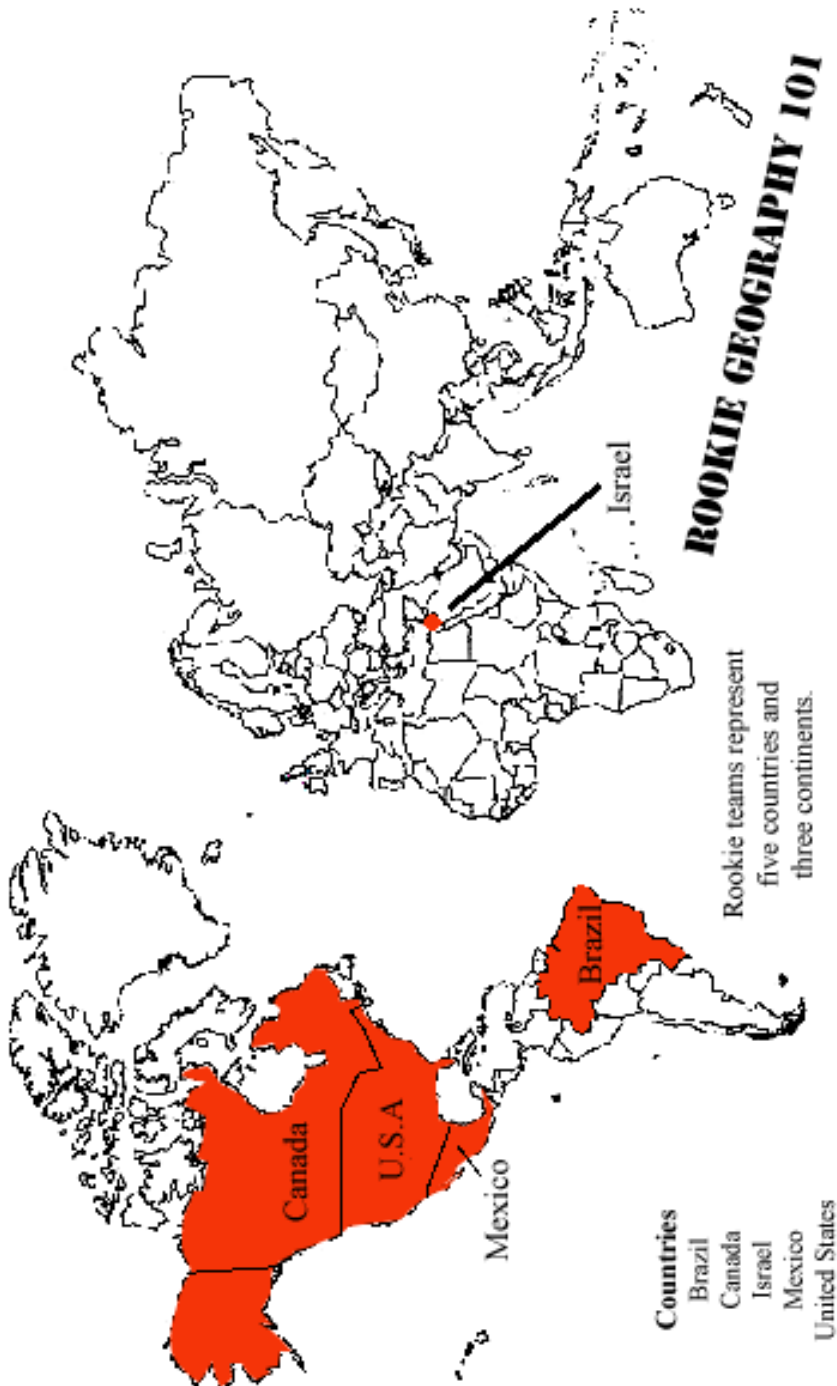 Canada
U.S.A
Mexico
Brazil
Israel
Countries
Brazil
Canada
Israel
Mexico
United States
Rookie teams represent
five countries and
three continents.
ROOKIE GEOGRAPHY 101